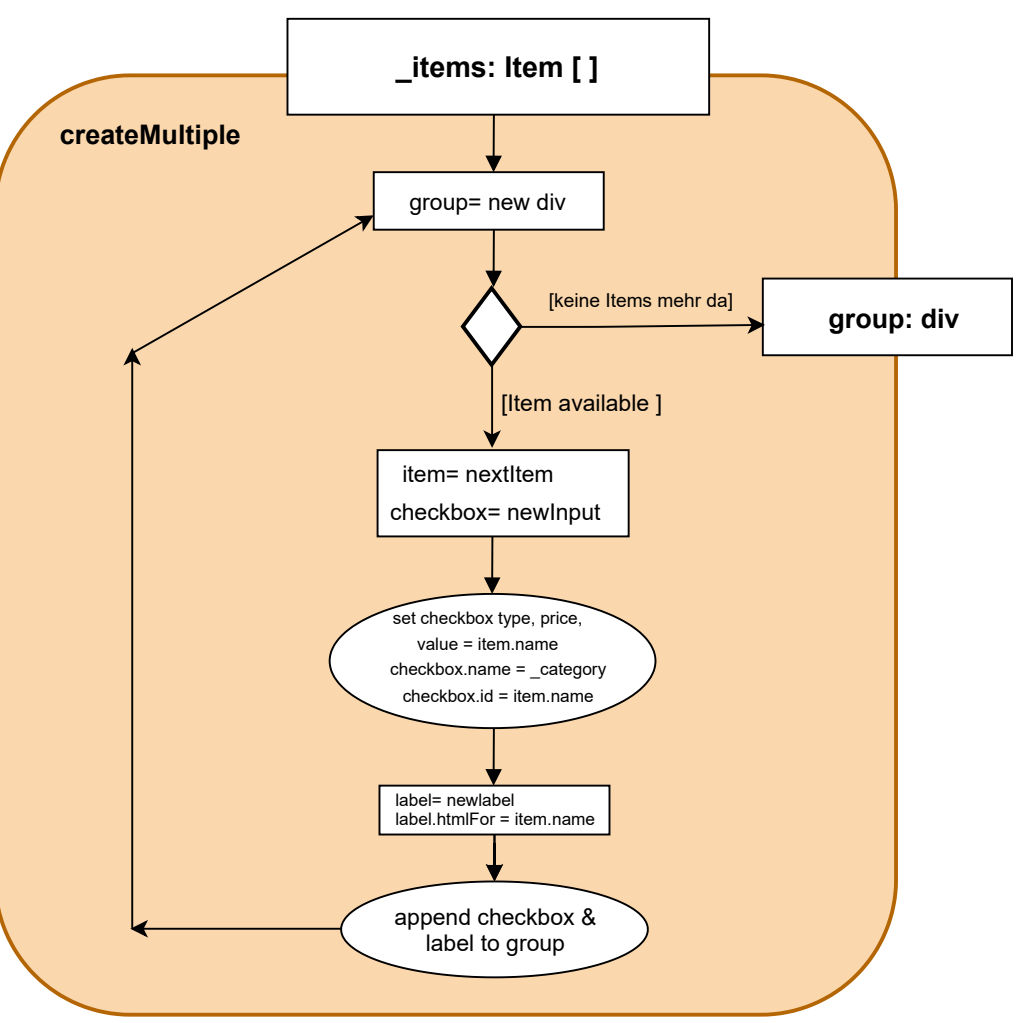 _items: Item [ ]
createMultiple
group= new div
[keine Items mehr da]
group: div
[Item available ]
item= nextItem
checkbox= newInput
set checkbox type, price,
value = item.name
checkbox.name = _category
checkbox.id = item.name
label= newlabel
label.htmlFor = item.name
append checkbox &
label to group